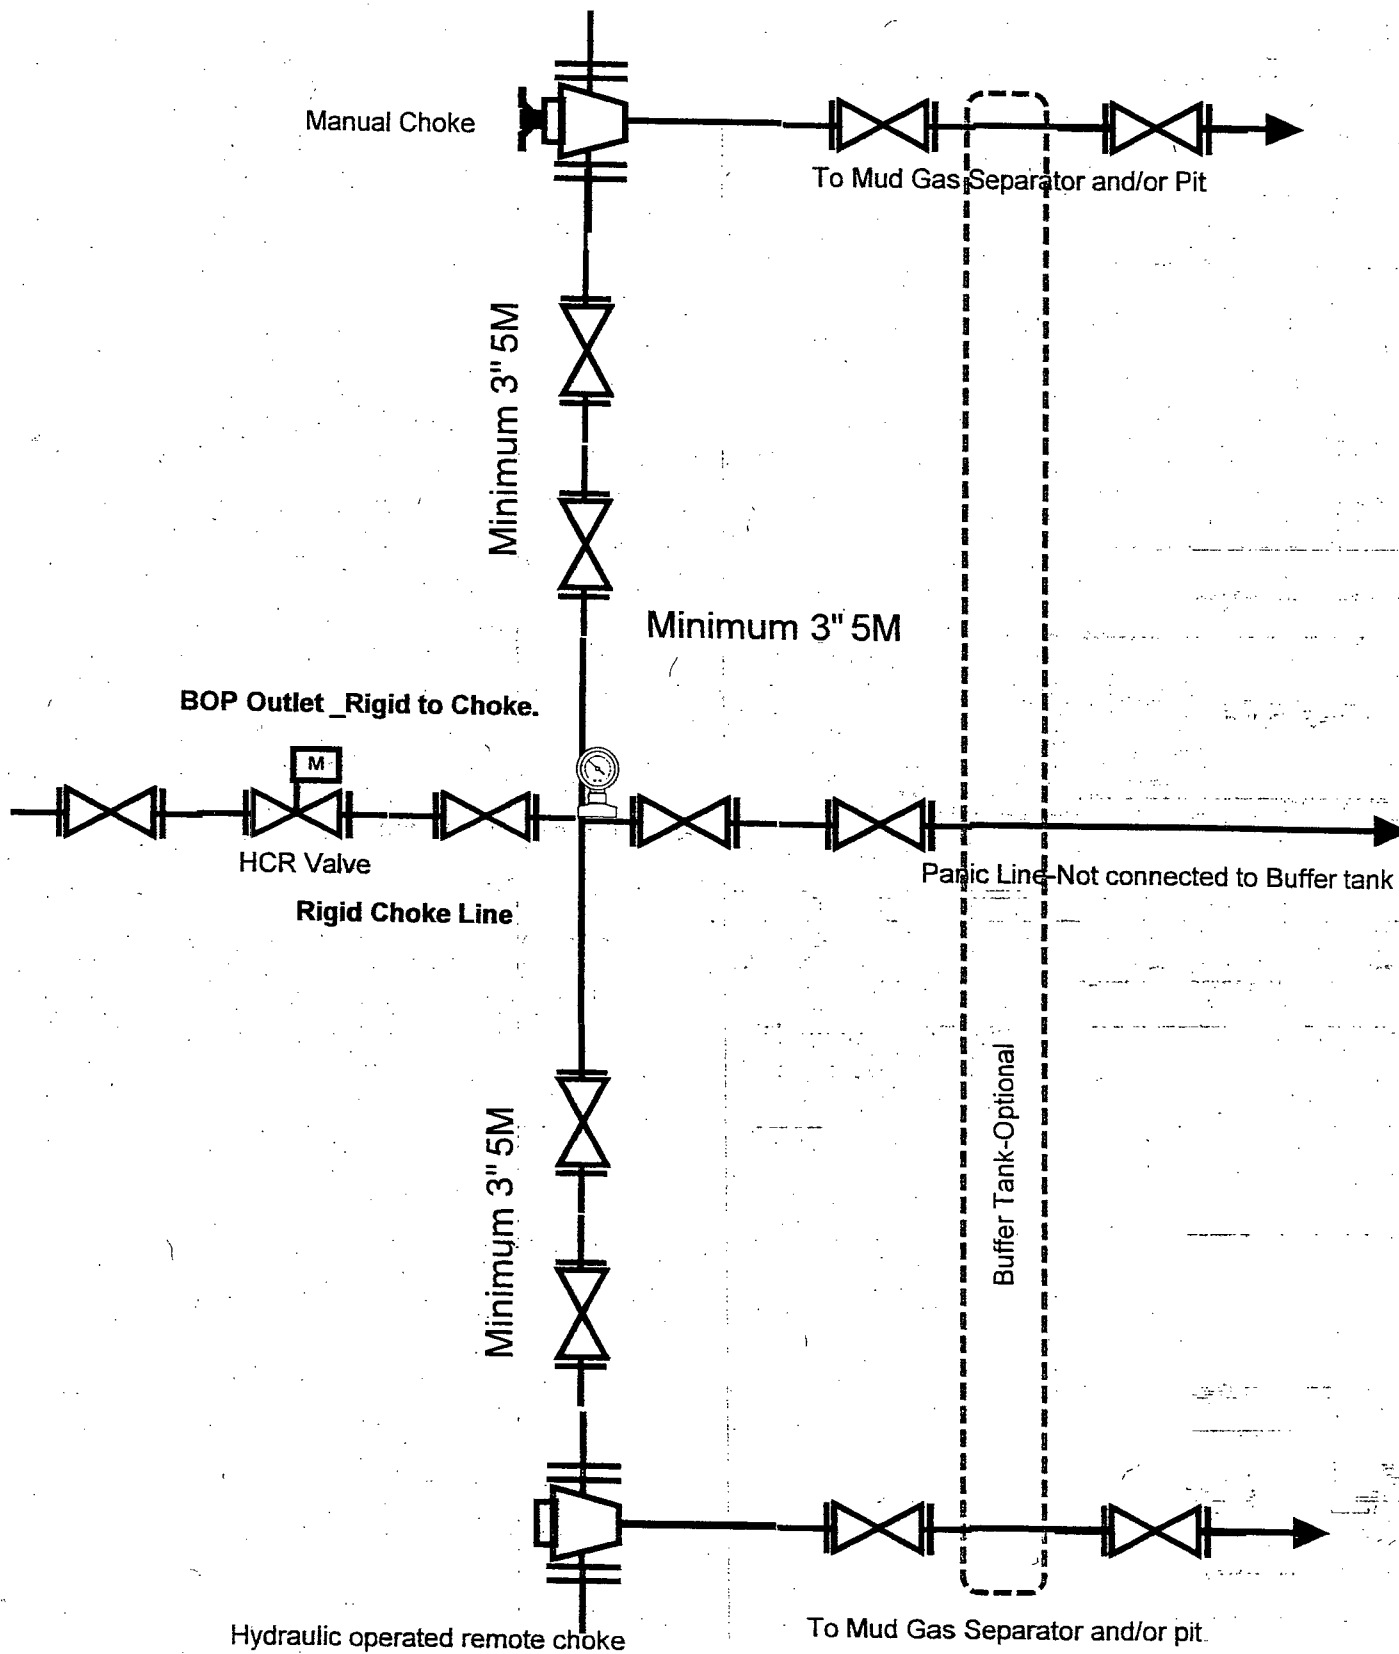 Manual Choke
To Mud Gas Separator and/or Pit
Minimum 3" 5M
Minimum 3" 5M
BOP Outlet _Rigid to Choke.
M
HCR Valve
Panic Line-Not connected to Buffer tank
Rigid Choke Line
Buffer Tank-Optional
Minimum 3" 5M
Hydraulic operated remote choke
To Mud Gas Separator and/or pit